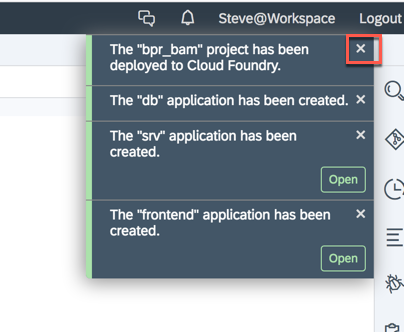 Steve@Workspace Logout
The "bpr_bam" project has been
deployed to Cloud Foundry.
The "db" application has been created.
The "srv" application has been
created.
Open
The "frontend" application has been
created.
Open